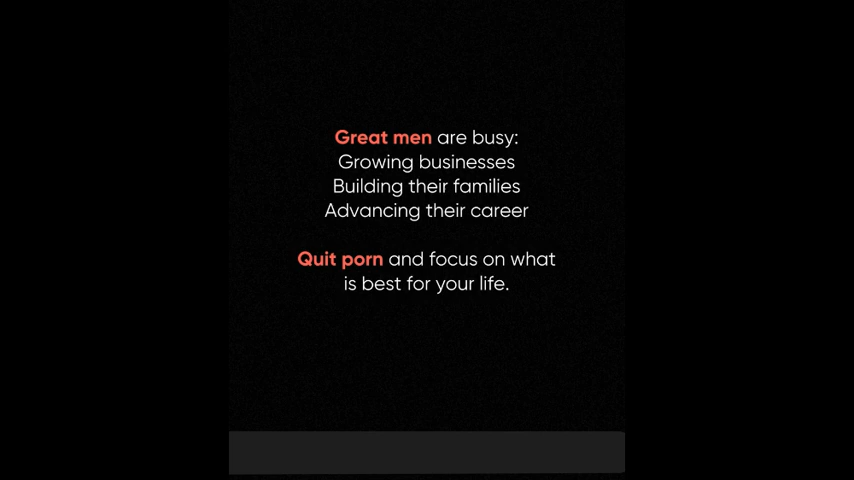 Great men are busy:
Growing businesses
Building their families
Advancing their career
Quit porn and focus on what
is best for your life.